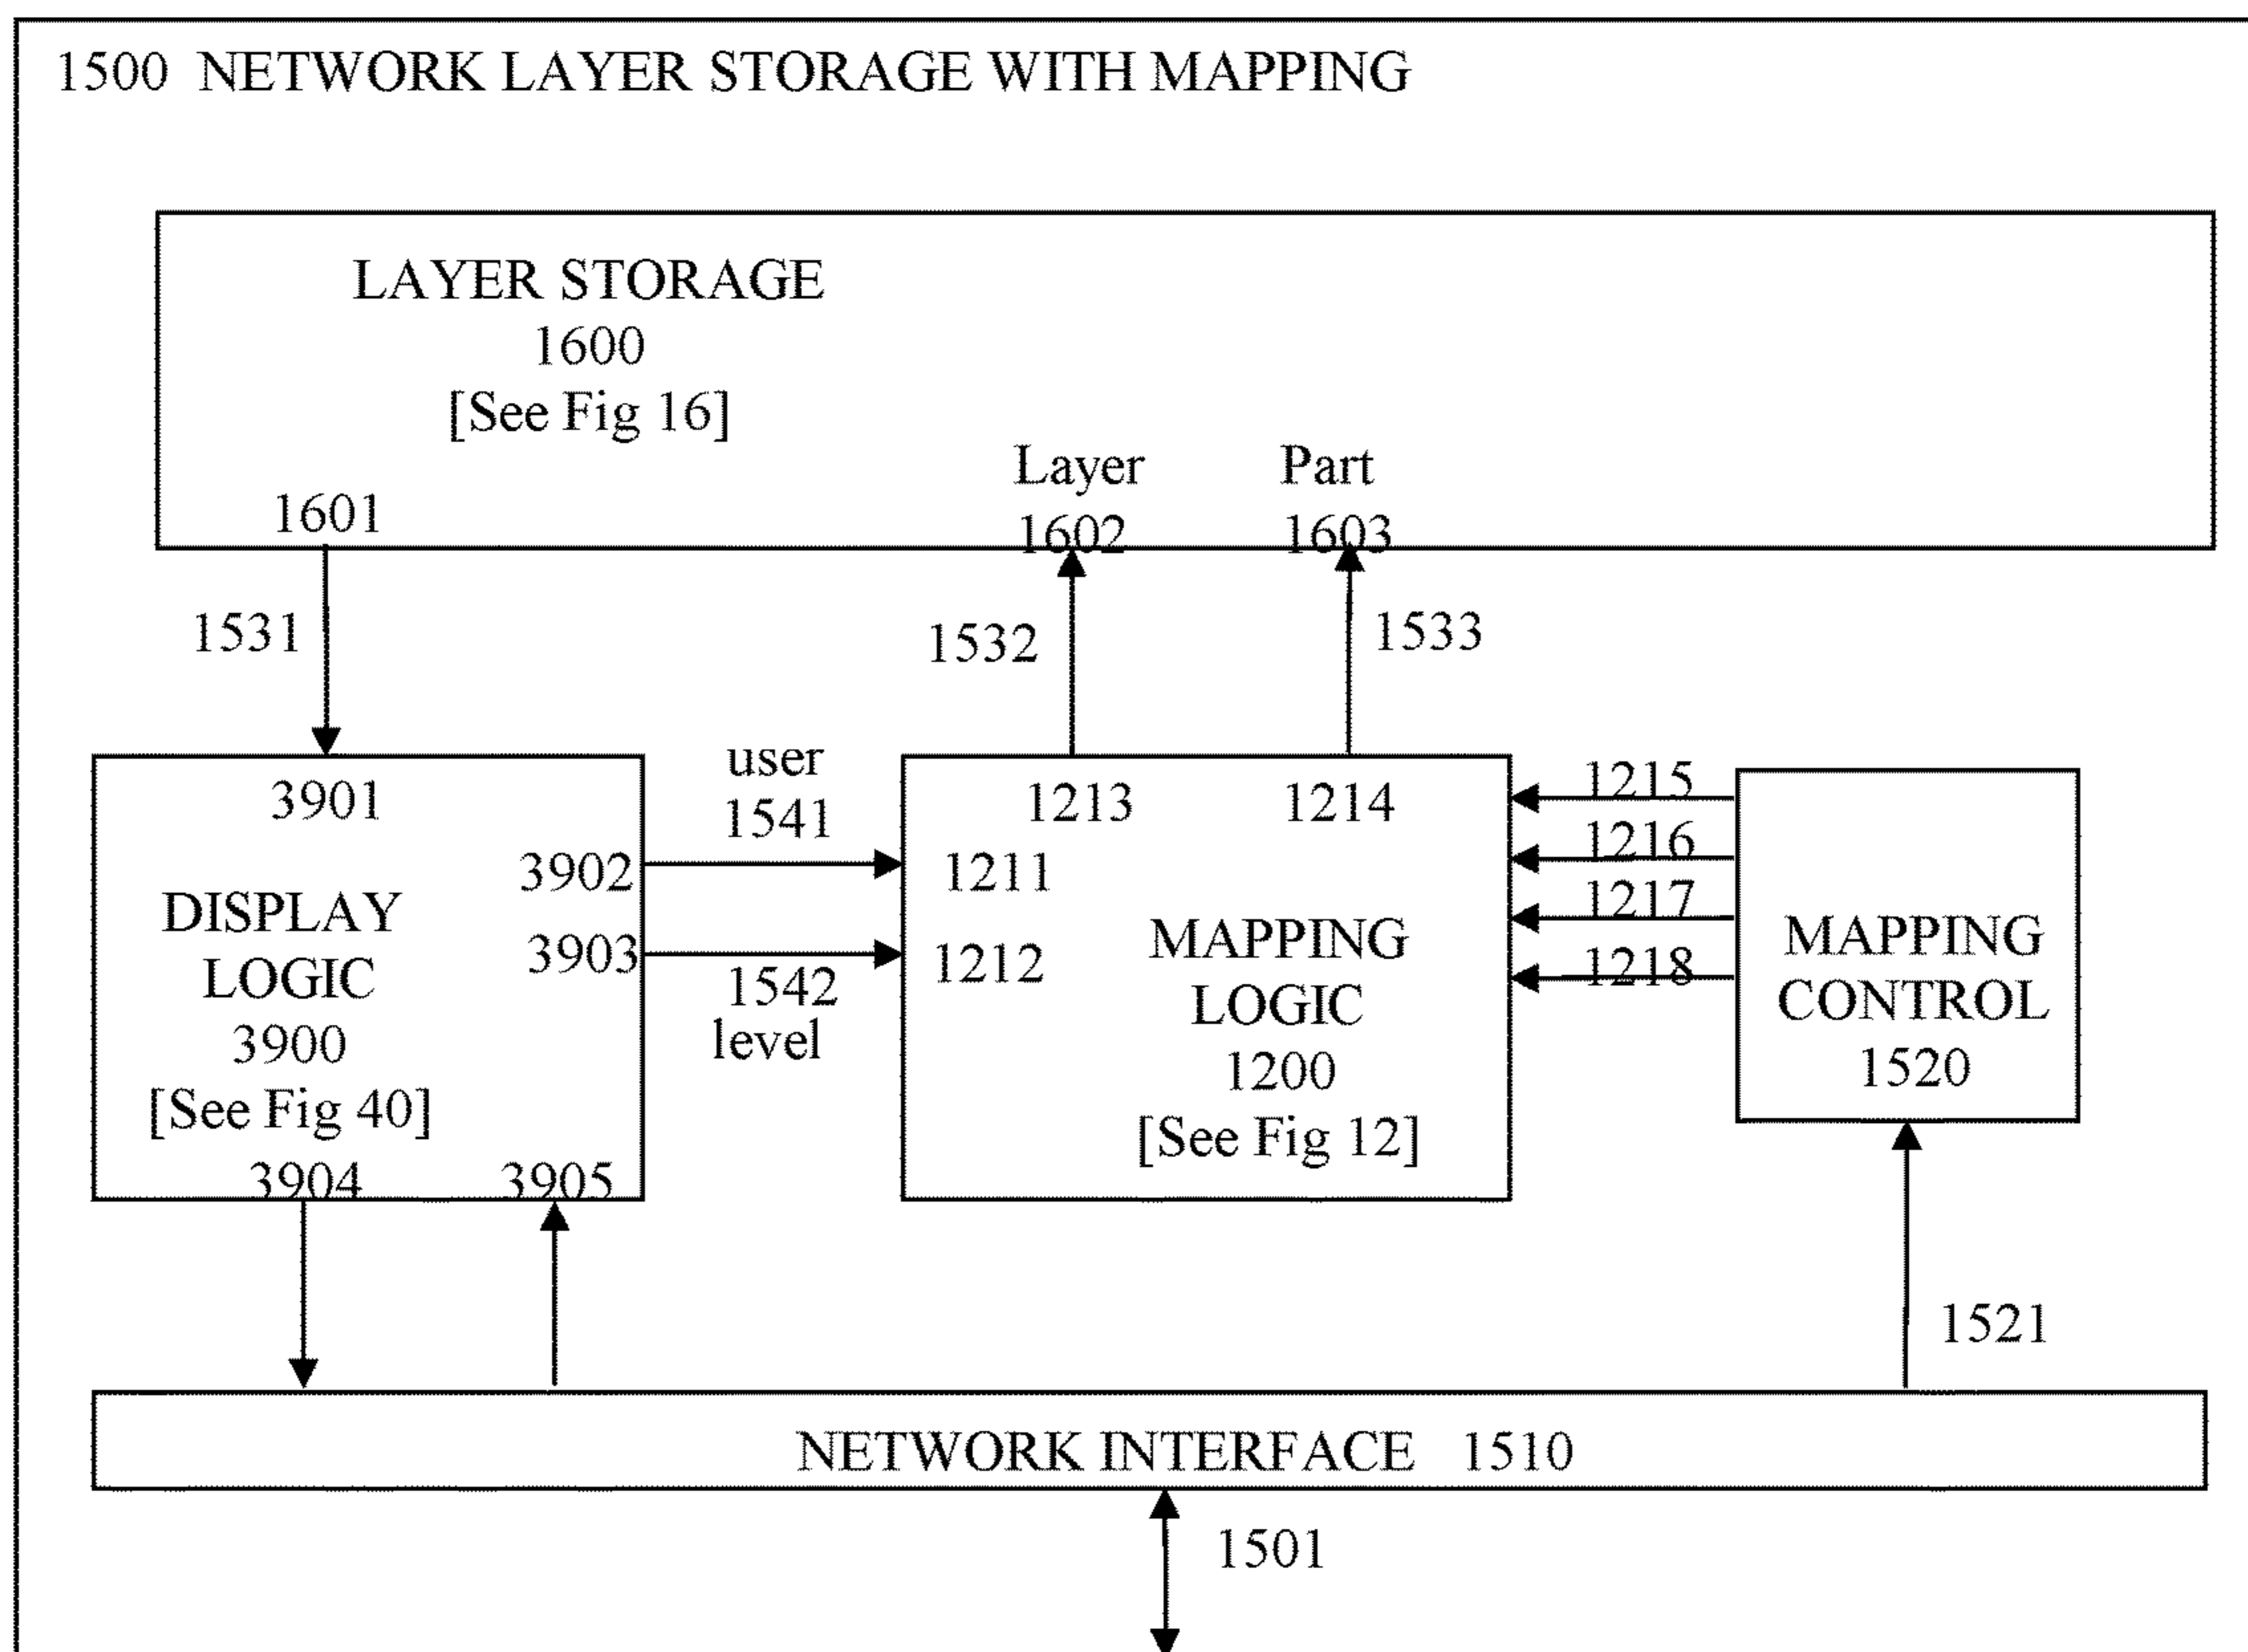 1500 NETWORK LAYER STORAGE WITH MAPPING
LAYER STORAGE
1600
[See Fig 16]
Layer
Part
1601
1602
1603
1531
1532
1533
user
1541
3901
1213
1214
1215
1216
1217
1218
3902
1211
3903
1212
1542
level
DISPLAY
LOGIC
3900
[See Fig 40]
3904
3905
MAPPING
LOGIC
1200
[See Fig 12]
MAPPING
CONTROL
1520
1521
NETWORK INTERFACE 1510
1501